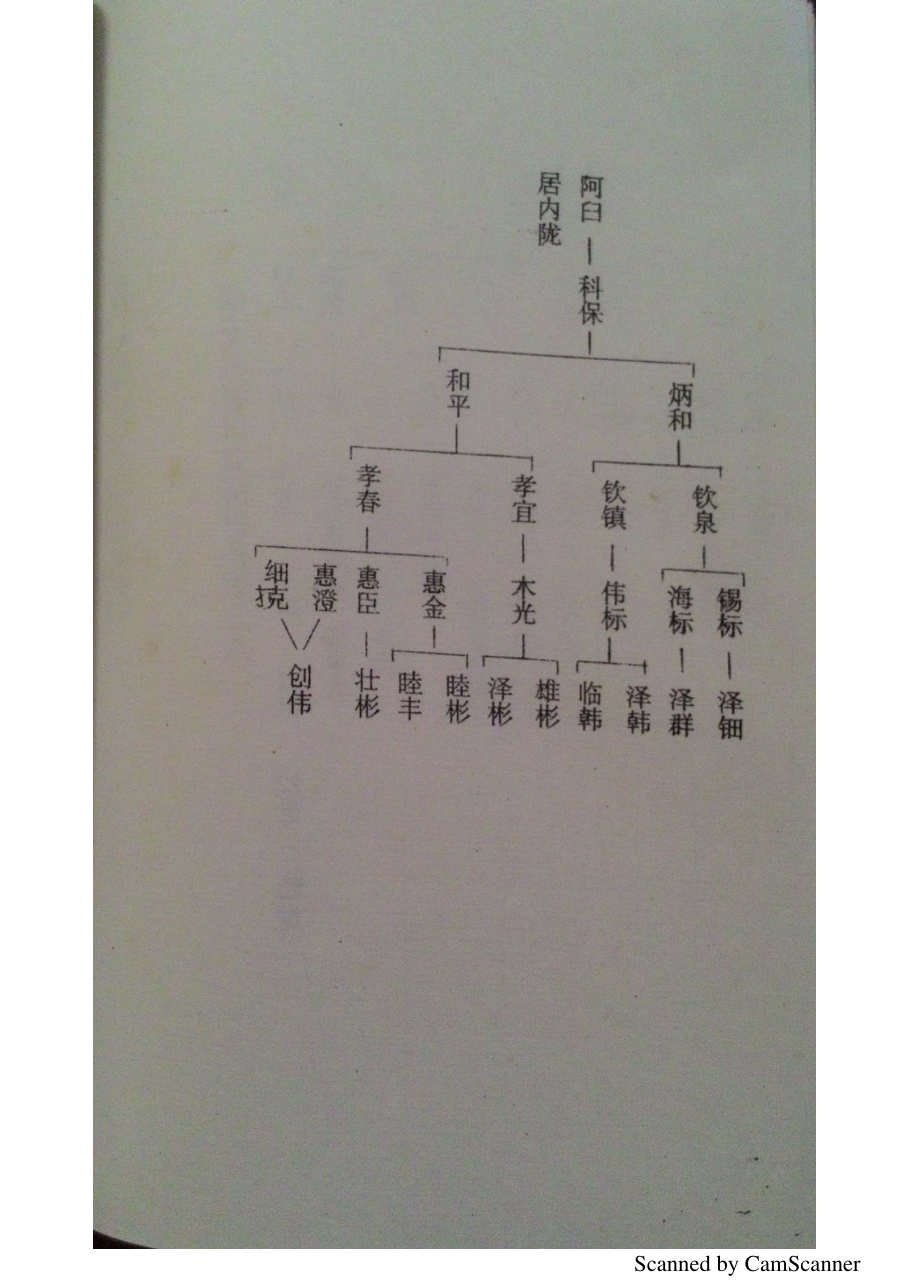 阿臼
居内陇
科保
炳和
和平
钦泉
钦镇
孝宜
孝春
锡标
海标
伟标
木光
惠金
惠臣
惠澄
细
泽钿
泽群
泽韩
临韩
雄彬
泽彬
睦彬
睦丰
壮彬
创伟
Scanned by CamScanner